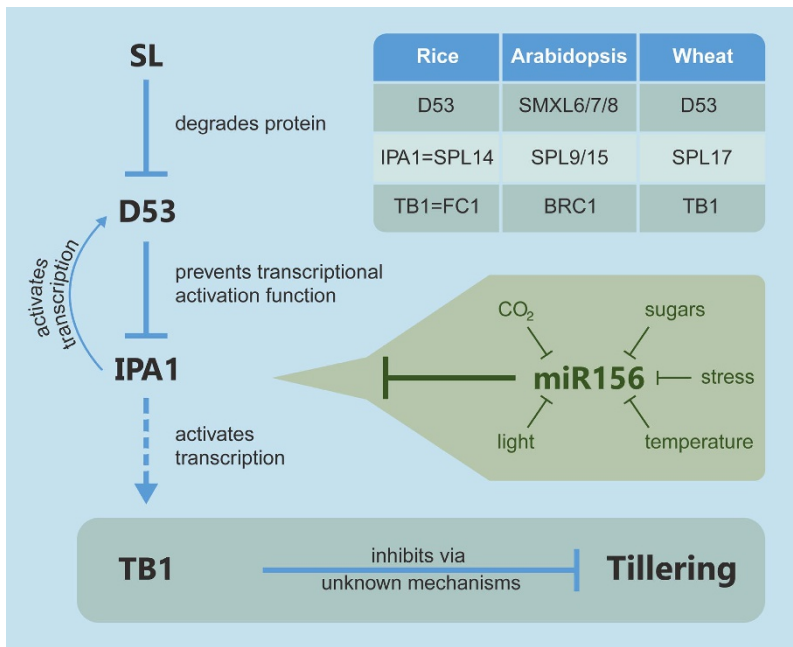 SL
degrades protein
D53
activates
transcription
prevents transcriptional
activation function
IPA1
activates
transcription
Rice Arabidopsis Wheat
D53 SMXL6/7/8 D53
IPA1=SPL14 SPL9/15 SPL17
TB1=FC1 BRC1 TB1
CO₂ sugars
miR156 stress
light temperature
TB1 inhibits via Tillering
unknown mechanisms